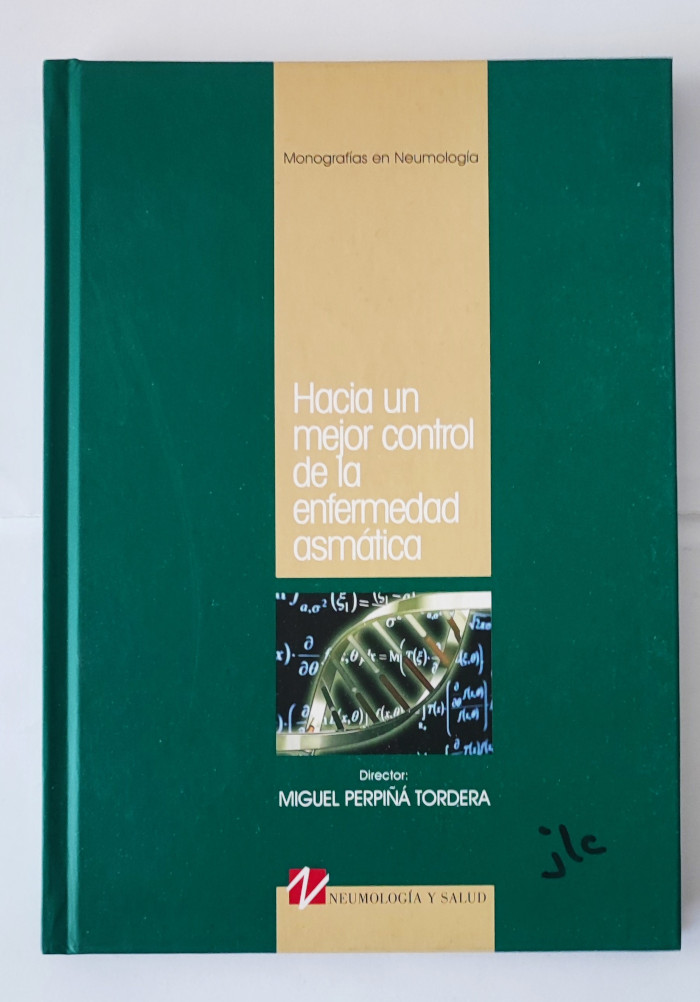 Monografías en Neumología
Hacia un
mejor control
de la
enfermedad
asmática
Director:
MIGUEL PERPIÑÁ TORDERA
jlc
NEUMOLOGÍA Y SALUD